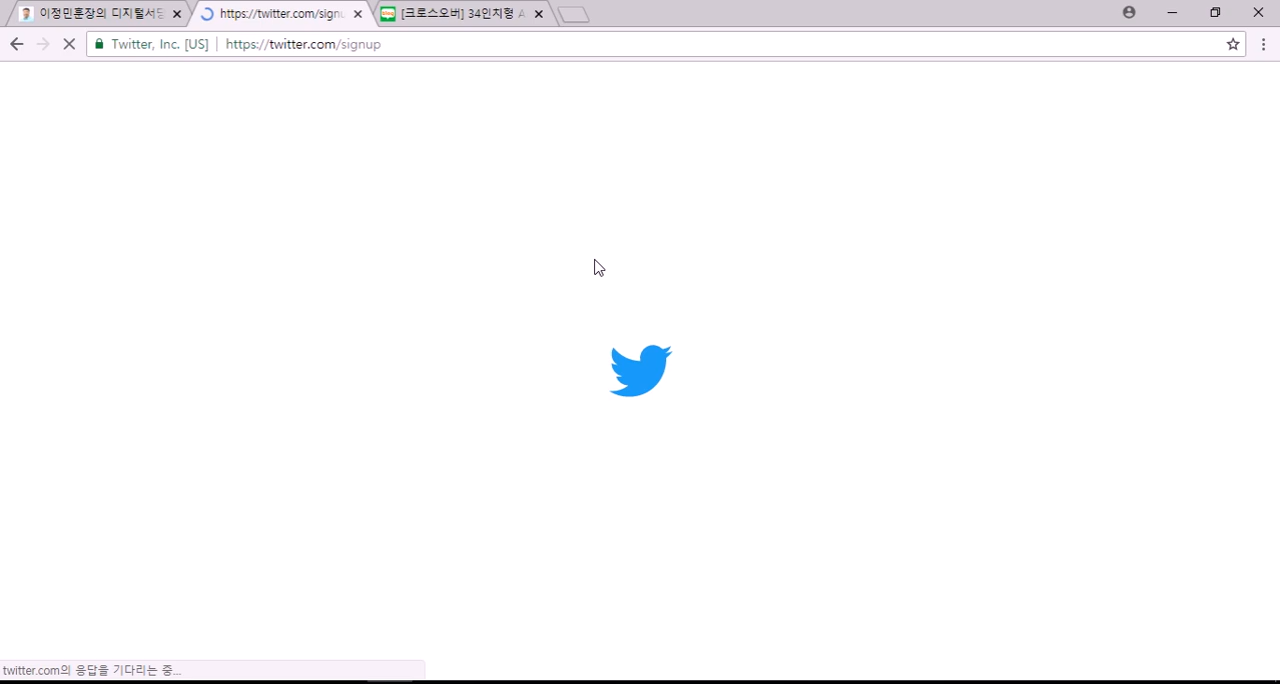 이정민훈장의 디지털서당
https://twitter.com/signu
[크로스오버] 34인치형 A
Twitter, Inc. [US] https://twitter.com/signup
twitter.com의 응답을 기다리는 중...